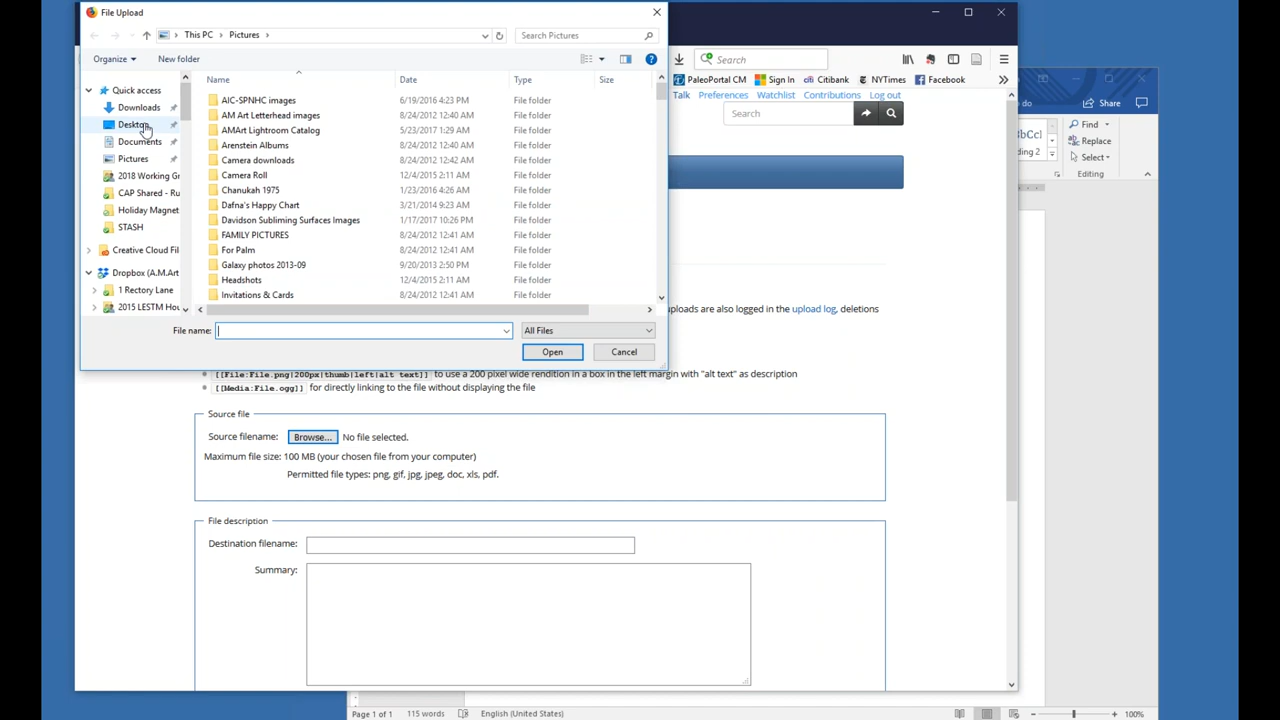 File Upload
This PC
Pictures
Search Pictures
Organize
New folder
Quick access
Downloads
Desktop
Documents
Pictures
2018 Working Gr
CAP Shared - Ru
Holiday Magnet
STASH
Creative Cloud Fil
Dropbox (A.M.Art
1 Rectory Lane
2015 LESTM Hou
Name Date Type Size
AIC-SPNHC images 6/19/2016 4:23 PM File folder
AM Art Letterhead images 8/24/2012 12:40 AM File folder
AMArt Lightroom Catalog 5/23/2017 1:29 AM File folder
Arenstein Albums 8/24/2012 12:40 AM File folder
Camera downloads 8/24/2012 12:42 AM File folder
Camera Roll 12/4/2015 2:11 AM File folder
Chanukah 1975 1/23/2016 4:26 AM File folder
Dafna's Happy Chart 3/21/2014 9:23 AM File folder
Davidson Subliming Surfaces Images 1/17/2017 10:26 PM File folder
FAMILY PICTURES 8/24/2012 12:41 AM File folder
For Palm 8/24/2012 12:41 AM File folder
Galaxy photos 2013-09 9/20/2013 2:50 PM File folder
Headshots 12/4/2015 2:11 AM File folder
Invitations & Cards 8/24/2012 12:41 AM File folder
File name:
All Files
Open
Cancel
Search
PaleoPortal CM Sign In Citibank NYTimes Facebook
Talk Preferences Watchlist Contributions Log out
Search
uploads are also logged in the upload log, deletions
[[File:File.png|200px|thumb|left|alt text]] to use a 200 pixel wide rendition in a box in the left margin with "alt text" as description
[[Media:File.ogg]] for directly linking to the file without displaying the file
Source file
Source filename: Browse... No file selected.
Maximum file size: 100 MB (your chosen file from your computer)
Permitted file types: png, gif, jpg, jpeg, doc, xls, pdf.
File description
Destination filename:
Summary:
do
Share
Find
Replace
Select
Editing
ding 2
Page 1 of 1 115 words English (United States) 100%